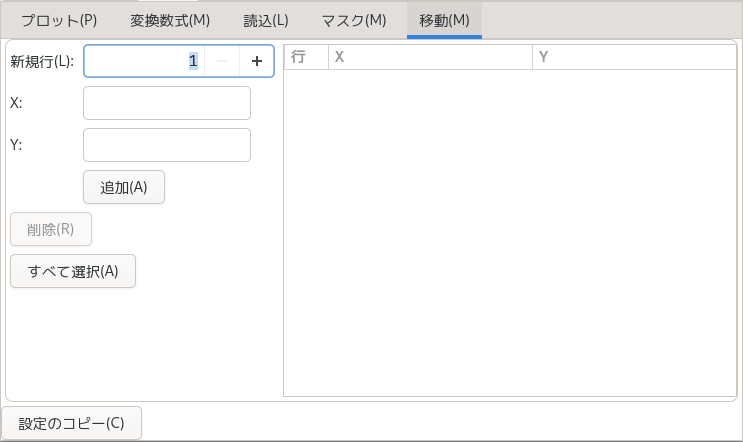 プロット(P) 変換数式(M) 読込(L) マスク(M) 移動(M)
新規行(L): 1 − + 行 X Y
X:
Y:
追加(A)
削除(R)
すべて選択(A)
設定のコピー(C)